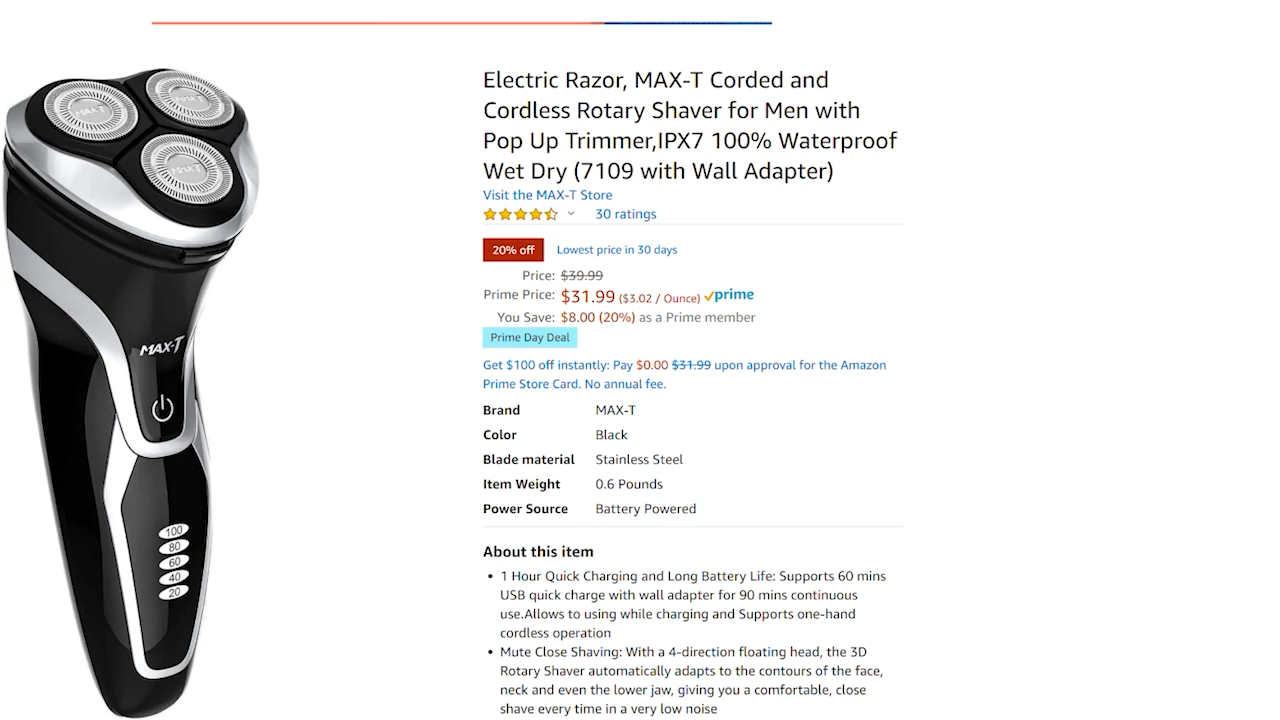 Electric Razor, MAX-T Corded and
Cordless Rotary Shaver for Men with
Pop Up Trimmer,IPX7 100% Waterproof
Wet Dry (7109 with Wall Adapter)
Visit the MAX-T Store
30 ratings
20% off Lowest price in 30 days
Price: $39.99
Prime Price: $31.99 ($3.02 / Ounce) prime
You Save: $8.00 (20%) as a Prime member
Prime Day Deal
Get $100 off instantly: Pay $0.00 $31.99 upon approval for the Amazon
Prime Store Card. No annual fee.
Brand MAX-T
Color Black
Blade material Stainless Steel
Item Weight 0.6 Pounds
Power Source Battery Powered
About this item
• 1 Hour Quick Charging and Long Battery Life: Supports 60 mins
USB quick charge with wall adapter for 90 mins continuous
use.Allows to using while charging and Supports one-hand
cordless operation
• Mute Close Shaving: With a 4-direction floating head, the 3D
Rotary Shaver automatically adapts to the contours of the face,
neck and even the lower jaw, giving you a comfortable, close
shave every time in a very low noise
MAX-T
MAX-T
MAX-T
MAX-T
100
80
60
40
20